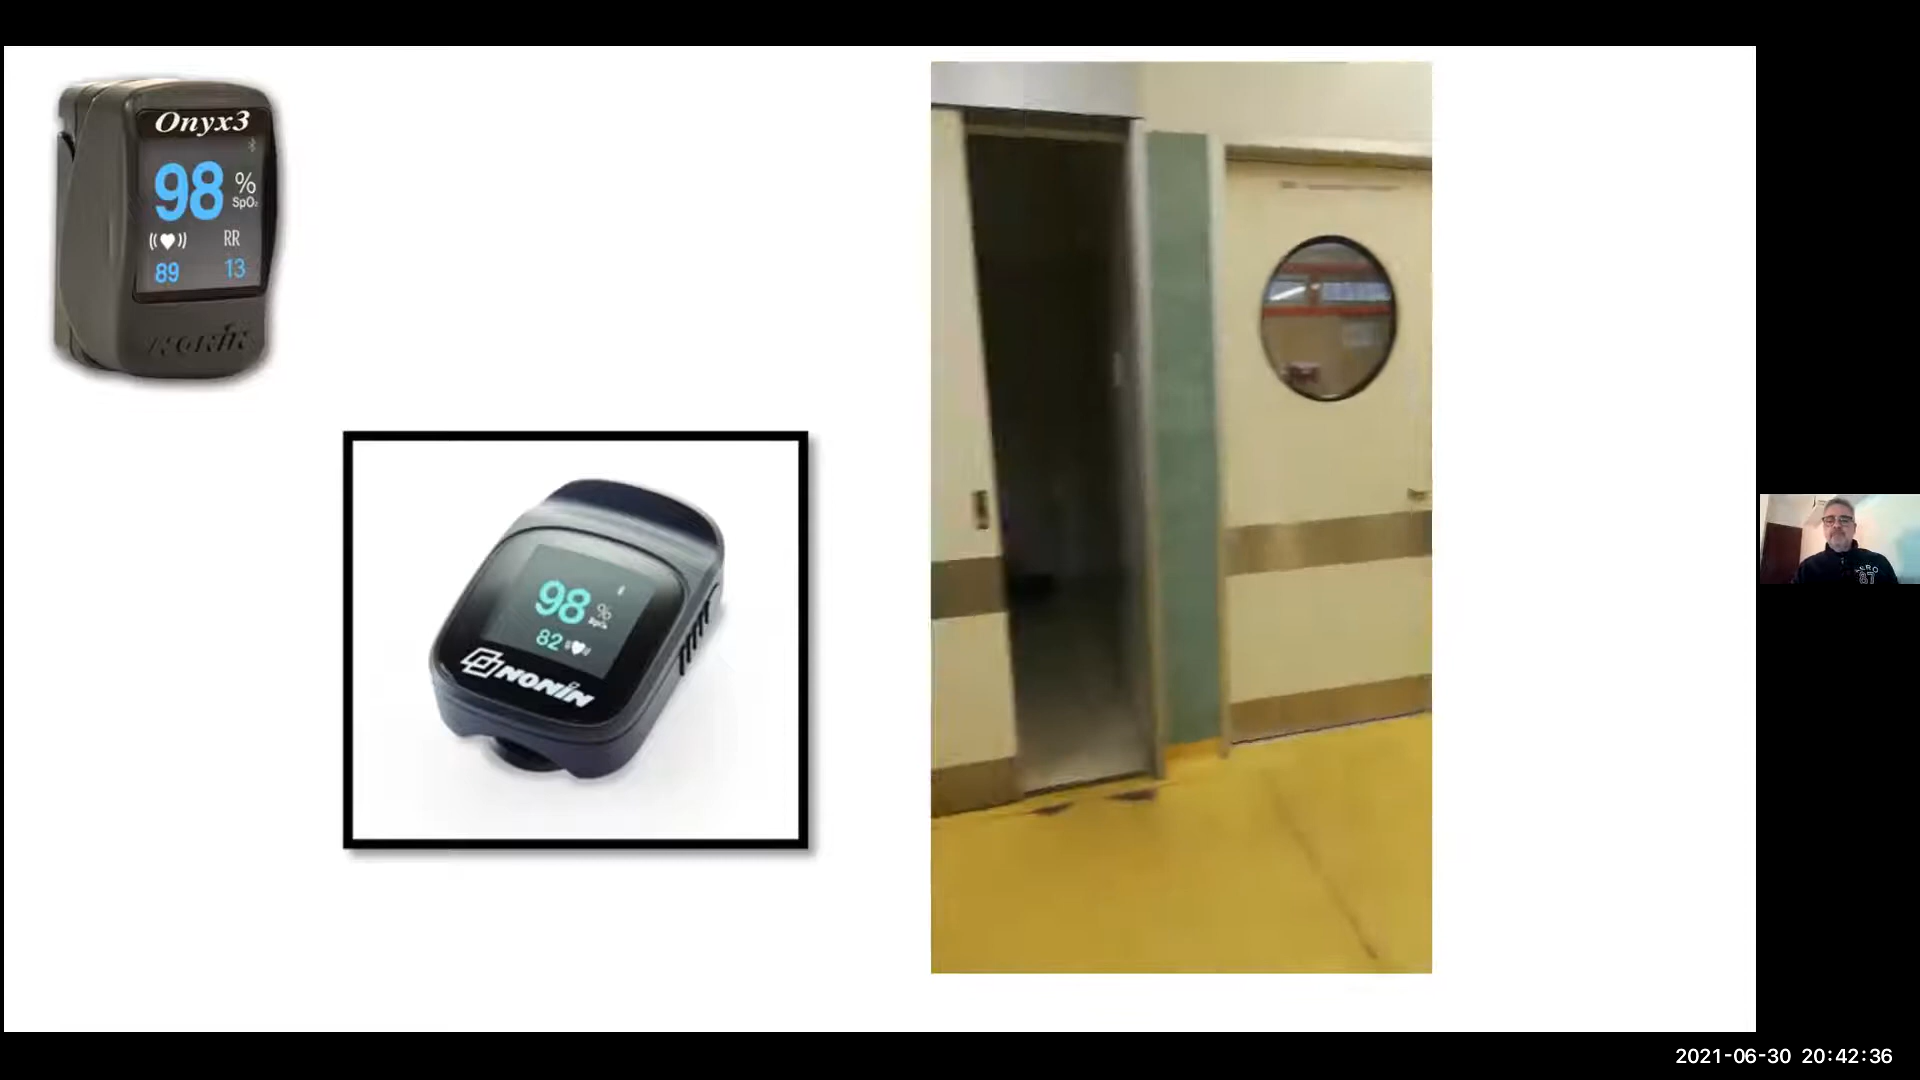 Onyx3
98 %
SpO₂
RR
89 13
NONIN
98 %
82
NONIN
2021-06-30 20:42:36